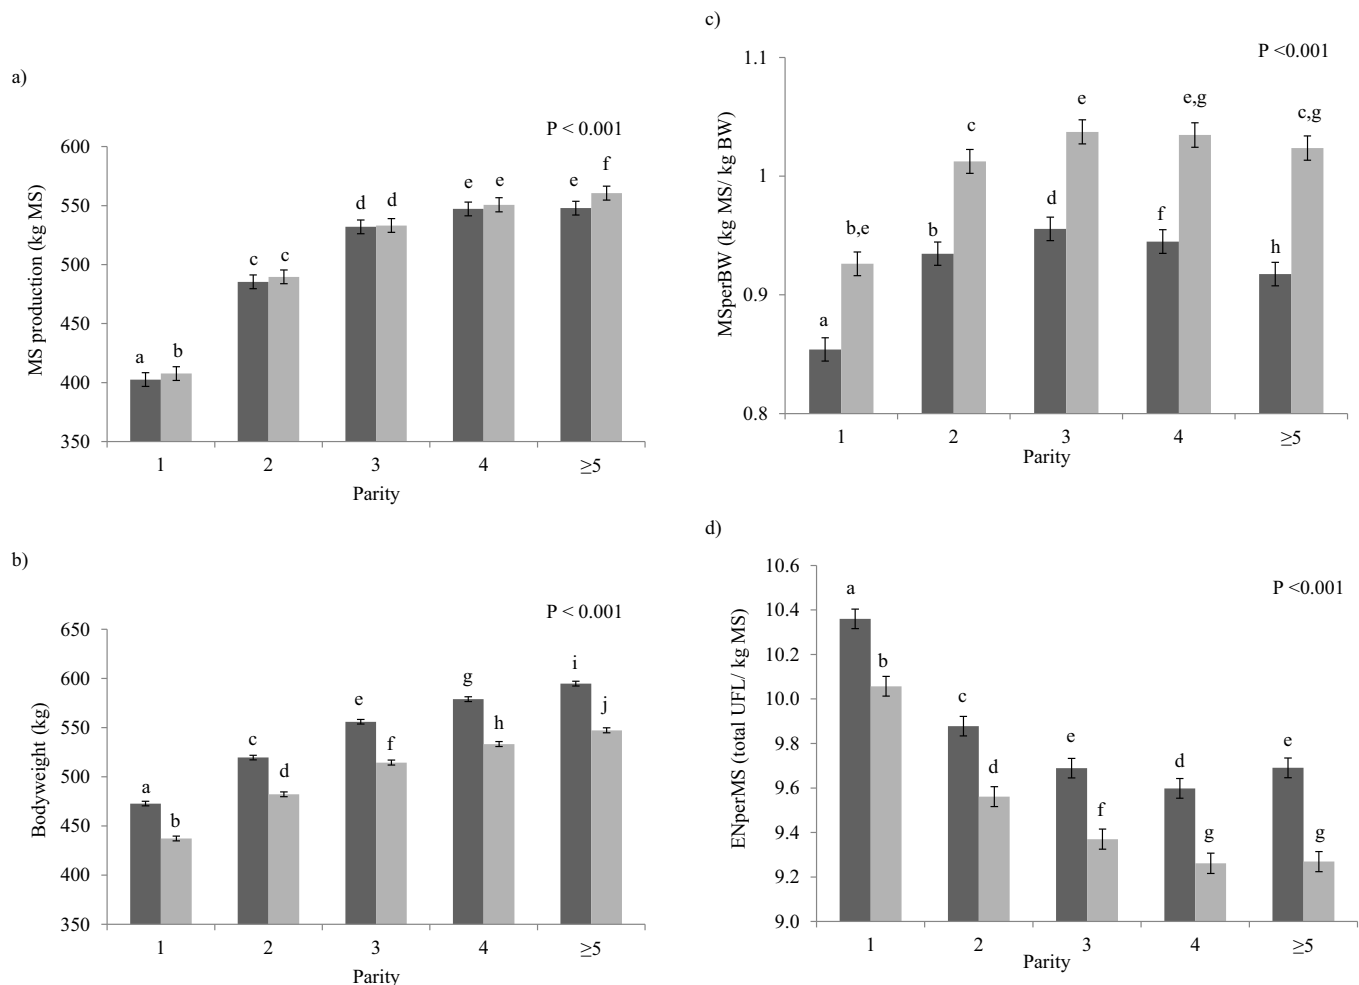 a)
P < 0.001
MS production (kg MS)
600
550
500
450
400
350
a b c c d d e e e f
1 2 3 4 ≥5
Parity
b)
P < 0.001
Bodyweight (kg)
650
600
550
500
450
400
350
a b c d e f g h i j
1 2 3 4 ≥5
Parity
c)
P <0.001
MSperBW (kg MS/ kg BW)
1.1
1
0.9
0.8
a b,e b c d e f e,g h c,g
1 2 3 4 ≥5
Parity
d)
P <0.001
ENperMS (total UFL/ kg MS)
10.6
10.4
10.2
10.0
9.8
9.6
9.4
9.2
9.0
a b c d e f d g e g
1 2 3 4 ≥5
Parity